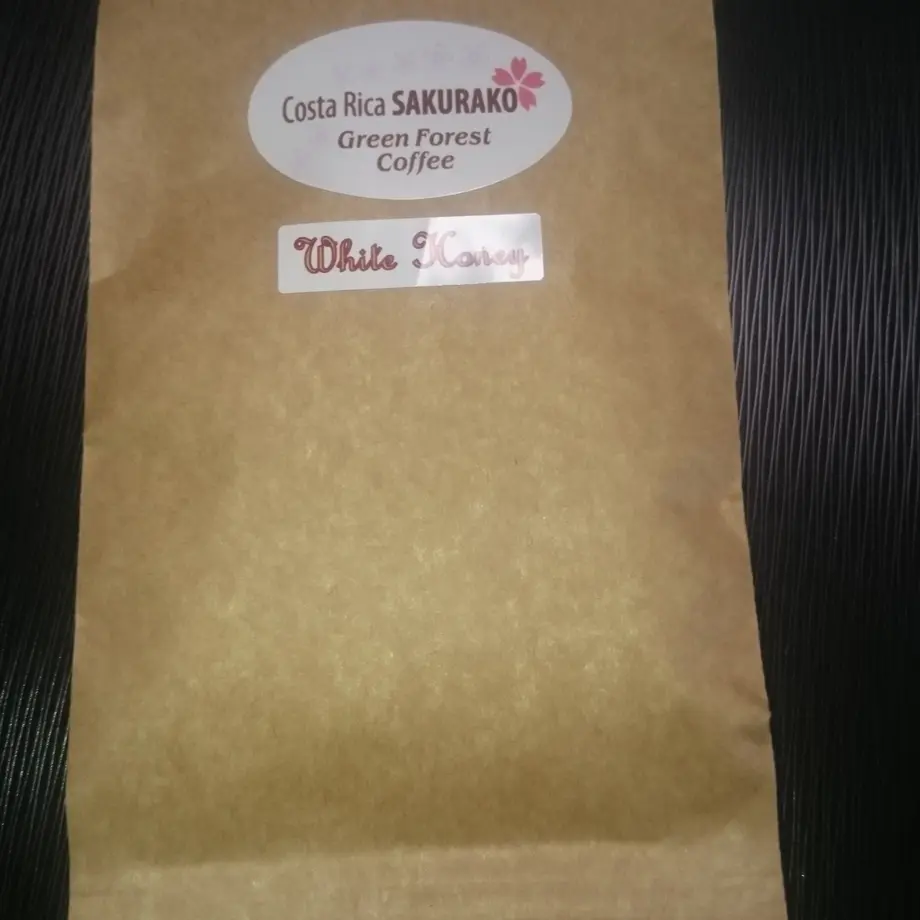 Costa Rica SAKURAKO
Green Forest
Coffee
White Honey